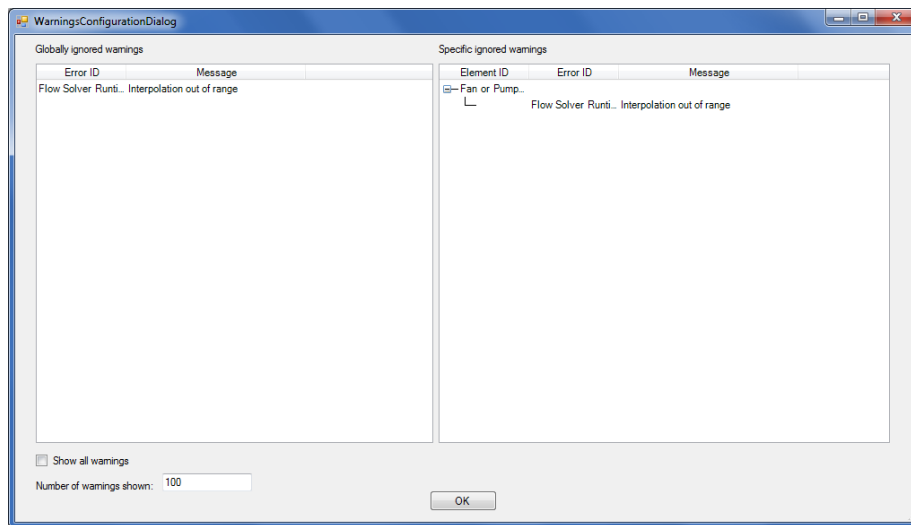 WarningsConfigurationDialog
Globally ignored warnings
Specific ignored warnings
Error ID Message
Flow Solver Runti... Interpolation out of range
Element ID Error ID Message
Fan or Pump...
Flow Solver Runti... Interpolation out of range
Show all warnings
Number of warnings shown: 100
OK